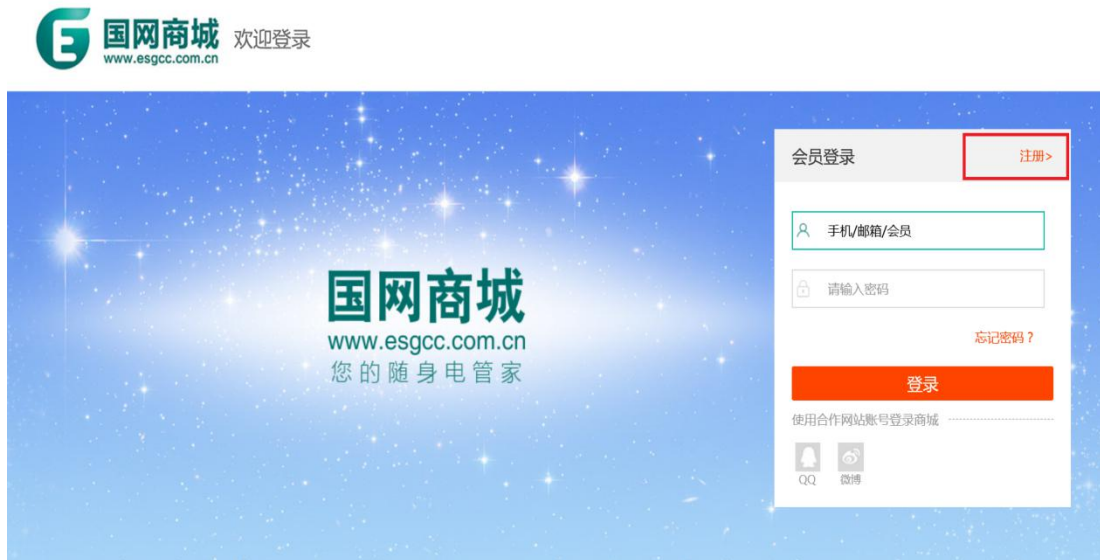 国网商城 欢迎登录
www.esgcc.com.cn
会员登录 注册>
手机/邮箱/会员
请输入密码
忘记密码？
登录
使用合作网站账号登录商城
QQ 微博
国网商城
www.esgcc.com.cn
您的随身电管家